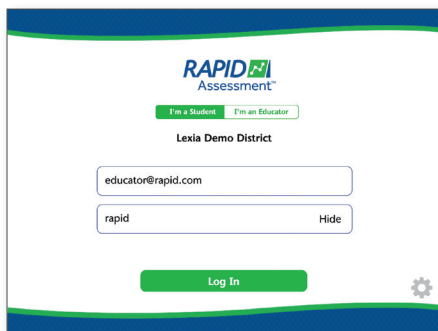 RAPID
Assessment™
I'm a Student I'm an Educator
Lexia Demo District
educator@rapid.com
rapid Hide
Log In